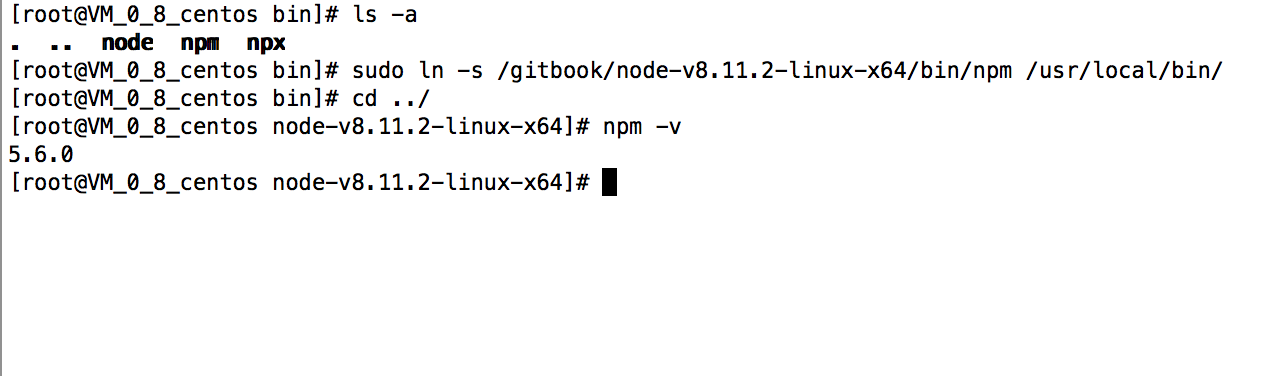 [root@VM_0_8_centos bin]# ls -a
.  ..  node  npm  npx
[root@VM_0_8_centos bin]# sudo ln -s /gitbook/node-v8.11.2-linux-x64/bin/npm /usr/local/bin/
[root@VM_0_8_centos bin]# cd ../
[root@VM_0_8_centos node-v8.11.2-linux-x64]# npm -v
5.6.0
[root@VM_0_8_centos node-v8.11.2-linux-x64]#